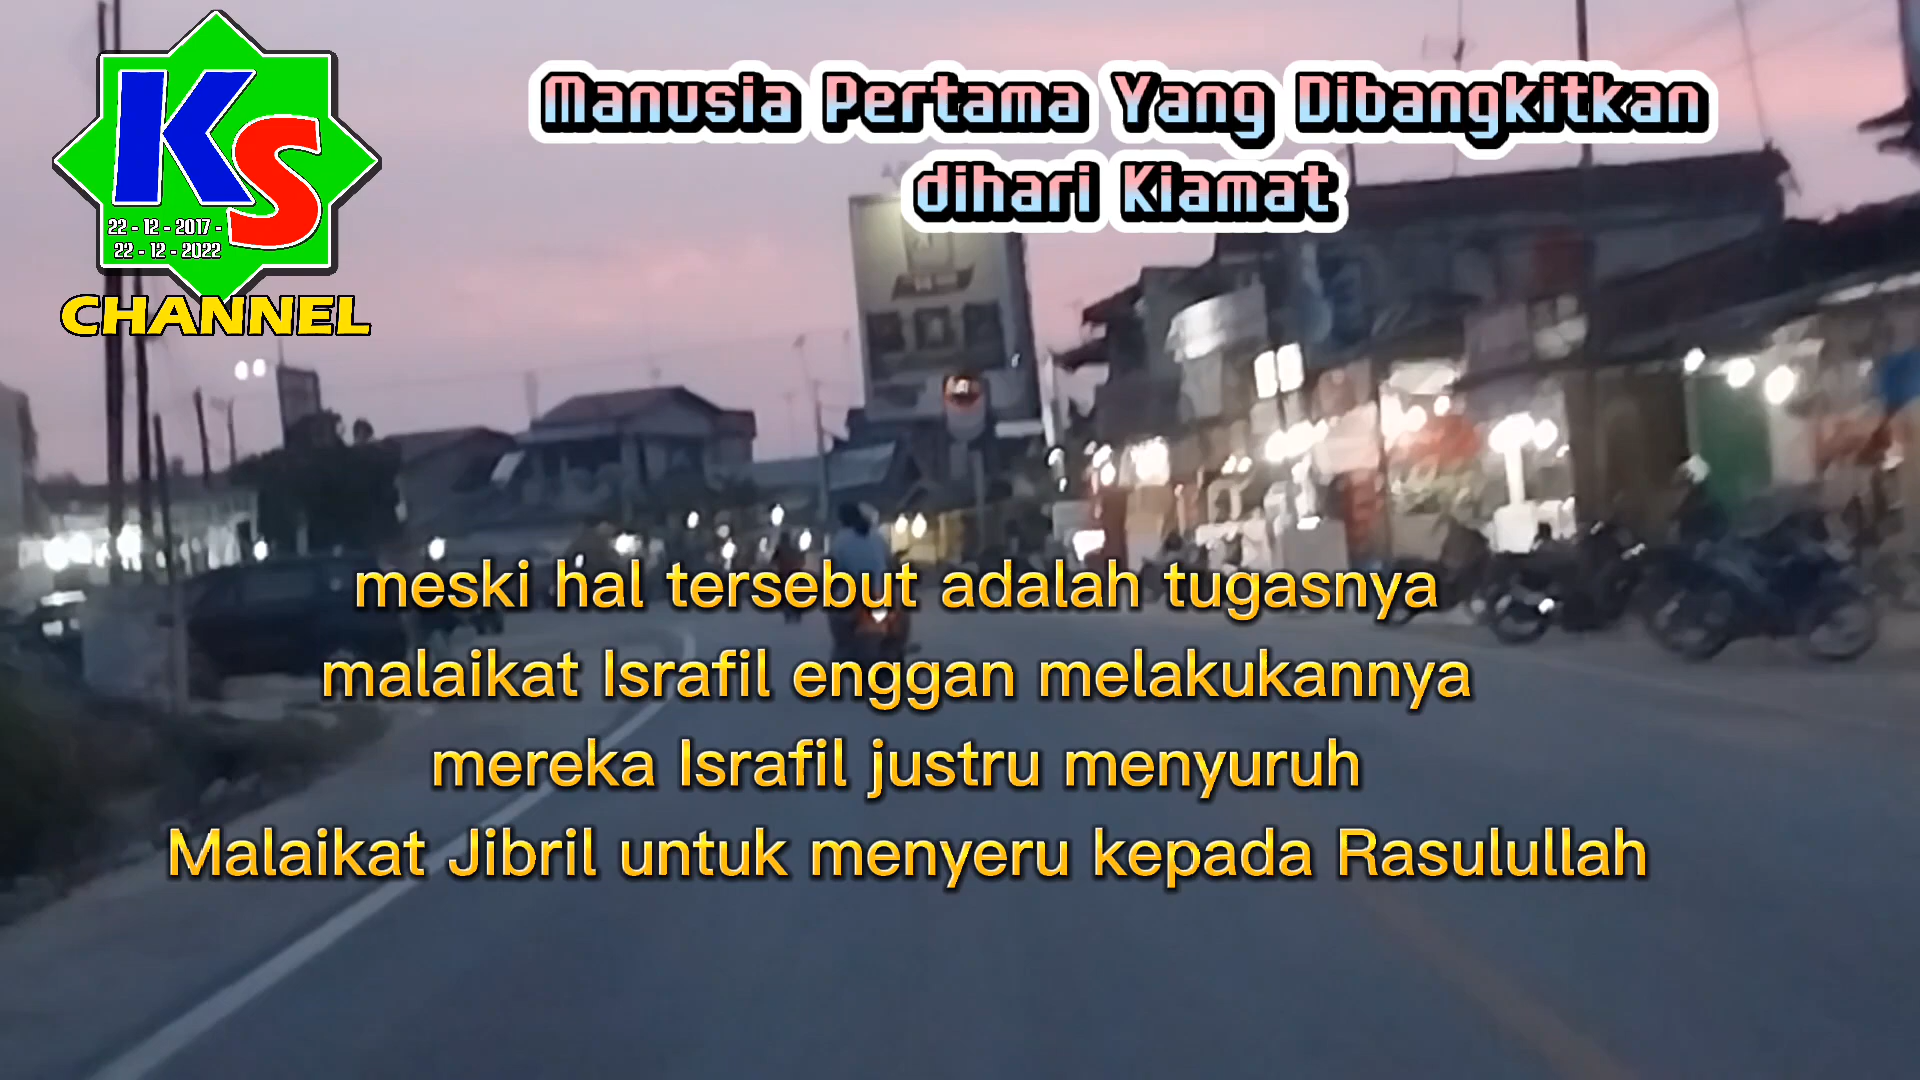 KS
22 - 12 - 2017 -
22 - 12 - 2022
CHANNEL
Manusia Pertama Yang Dibangkitkan
dihari Kiamat
meski hal tersebut adalah tugasnya
malaikat Israfil enggan melakukannya
mereka Israfil justru menyuruh
Malaikat Jibril untuk menyeru kepada Rasulullah